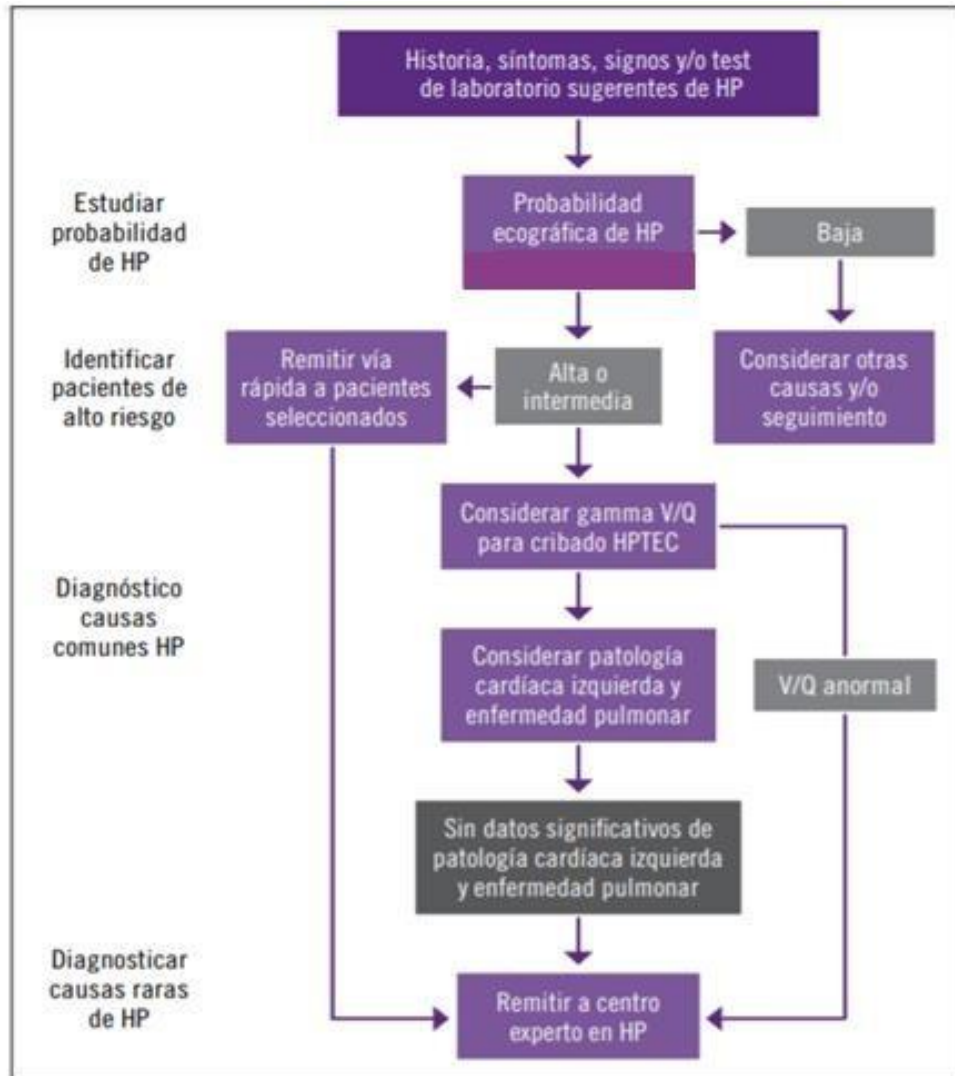 Historia, síntomas, signos y/o test
de laboratorio sugerentes de HP
Estudiar
probabilidad
de HP
Probabilidad
ecográfica de HP
Baja
Identificar
pacientes de
alto riesgo
Remitir vía
rápida a pacientes
seleccionados
Alta o
intermedia
Considerar otras
causas y/o
seguimiento
Considerar gamma V/Q
para cribado HPTEC
Diagnóstico
causas
comunes HP
Considerar patología
cardíaca izquierda y
enfermedad pulmonar
V/Q anormal
Sin datos significativos de
patología cardíaca izquierda
y enfermedad pulmonar
Diagnosticar
causas raras
de HP
Remitir a centro
experto en HP